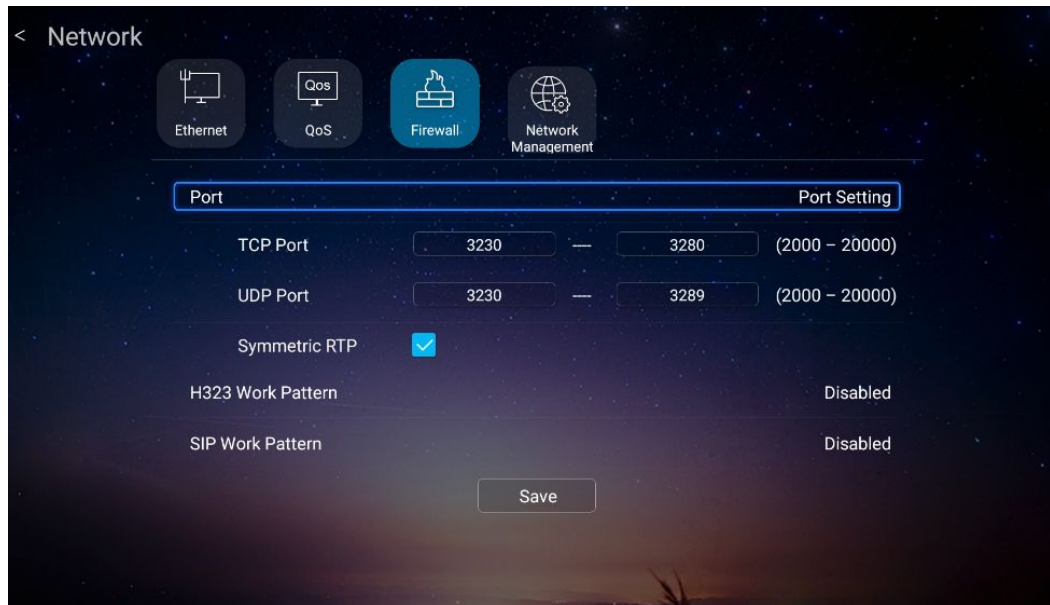 < Network
Qos
Ethernet
QoS
Firewall
Network
Management
Port Port Setting
TCP Port 3230 — 3280 (2000 – 20000)
UDP Port 3230 — 3289 (2000 – 20000)
Symmetric RTP
H323 Work Pattern Disabled
SIP Work Pattern Disabled
Save